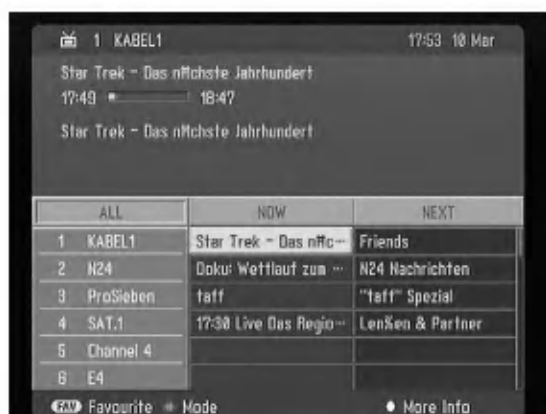 1 KABEL1 17:53 10 Mar
Star Trek - Das nMchste Jahrhundert
17:49 18:47
Star Trek - Das nMchste Jahrhundert
ALL NOW NEXT
1 KABEL1 Star Trek - Das nMc··· Friends
2 N24 Doku: Wettlauf zum ··· N24 Nachrichten
3 ProSieben taff "taff" Spezial
4 SAT.1 17:30 Live Das Regio··· Len%en & Partner
5 Channel 4
6 E4
FAV Favourite Mode More Info